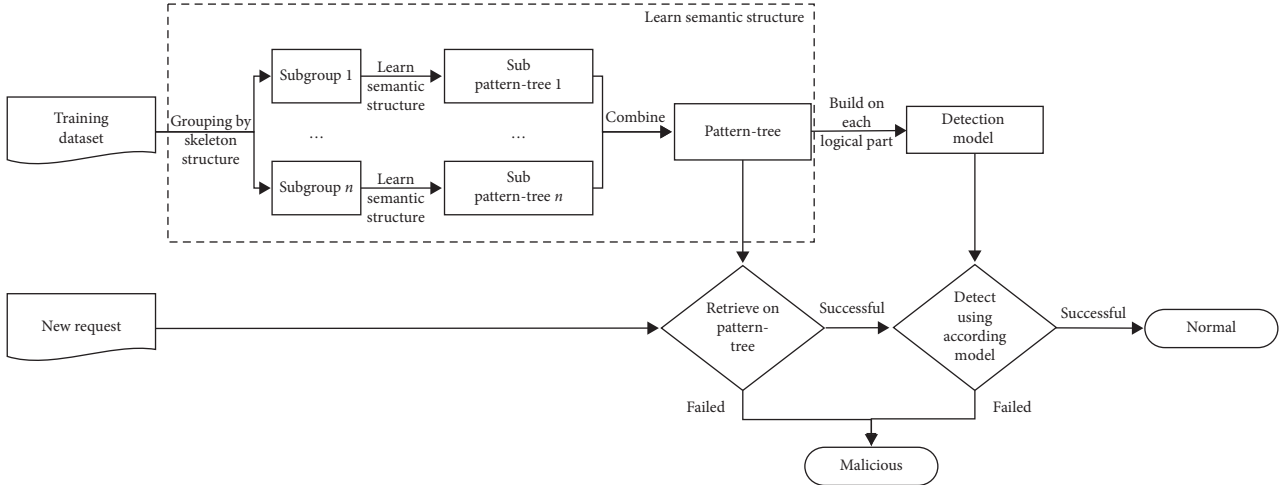 Learn semantic structure
Training
dataset
Grouping by
skeleton
structure
Subgroup 1
Learn
semantic
structure
Sub
pattern-tree 1
…
…
Subgroup n
Learn
semantic
structure
Sub
pattern-tree n
Combine
Pattern-tree
Build on
each
logical part
Detection
model
New request
Retrieve on
pattern-
tree
Successful
Detect
using
according
model
Successful
Normal
Failed
Failed
Malicious